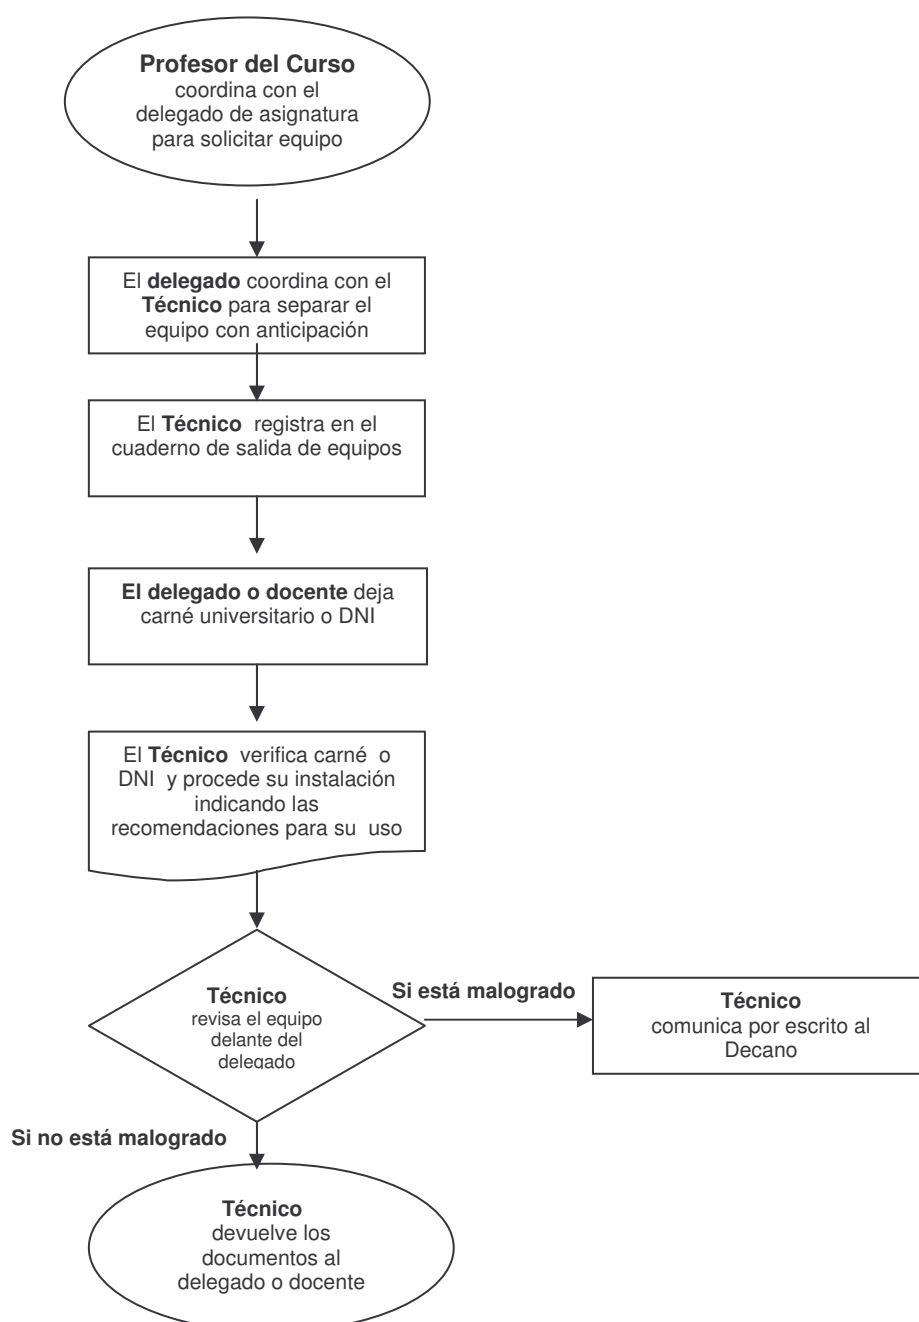 Profesor del Curso
coordina con el
delegado de asignatura
para solicitar equipo
El delegado coordina con el
Técnico para separar el
equipo con anticipación
El Técnico registra en el
cuaderno de salida de equipos
El delegado o docente deja
carné universitario o DNI
El Técnico verifica carné o
DNI y procede su instalación
indicando las
recomendaciones para su uso
Técnico
revisa el equipo
delante del
delegado
Si está malogrado
Técnico
comunica por escrito al
Decano
Si no está malogrado
Técnico
devuelve los
documentos al
delegado o docente